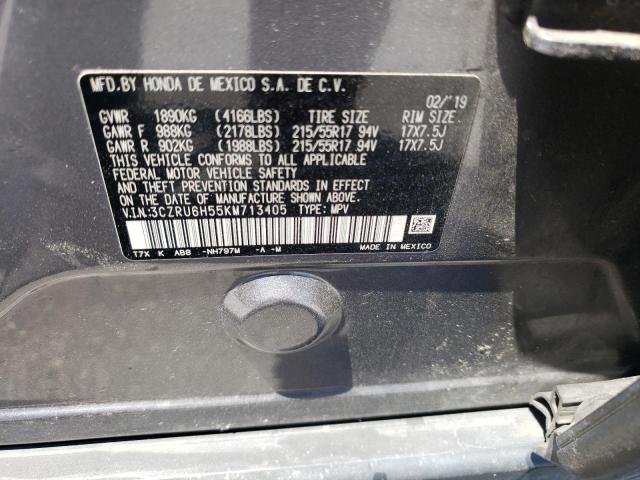 MFD.BY HONDA DE MEXICO S.A. DE C.V.
02/'19
GVWR 1890KG (4166LBS) TIRE SIZE RIM SIZE
GAWR F 988KG (2178LBS) 215/55R17 94V 17X7.5J
GAWR R 902KG (1988LBS) 215/55R17 94V 17X7.5J
THIS VEHICLE CONFORMS TO ALL APPLICABLE
FEDERAL MOTOR VEHICLE SAFETY
AND THEFT PREVENTION STANDARDS IN EFFECT
ON THE DATE OF MANUFACTURE SHOWN ABOVE.
V.I.N:3CZRU6H55KM713405 TYPE: MPV
T7X K AB8 -NH797M -A -M MADE IN MEXICO